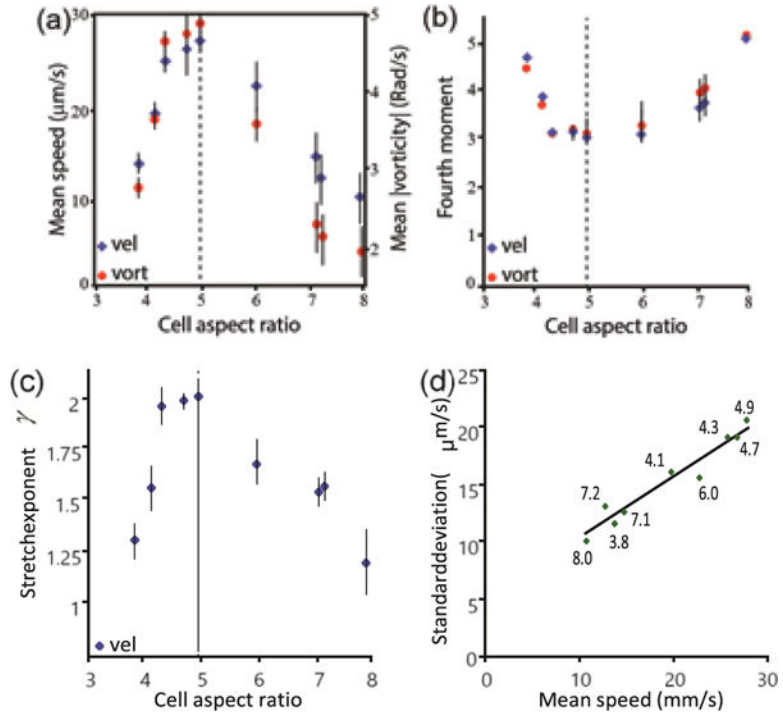 (a)
30
20
10
0
Mean speed (μm/s)
5
4
3
2
Mean |vorticity| (Rad/s)
vel
vort
3 4 5 6 7 8
Cell aspect ratio
(b)
5
4
3
2
1
0
Fourth moment
vel
vort
3 4 5 6 7 8
Cell aspect ratio
(c)
2
1.75
1.5
1.25
1
Stretchexponent γ
vel
3 4 5 6 7 8
Cell aspect ratio
(d)
25
20
15
10
5
0
Standarddeviation( μm/s)
4.9
4.3
4.7
4.1
6.0
7.2
7.1
3.8
8.0
0 10 20 30
Mean speed (mm/s)